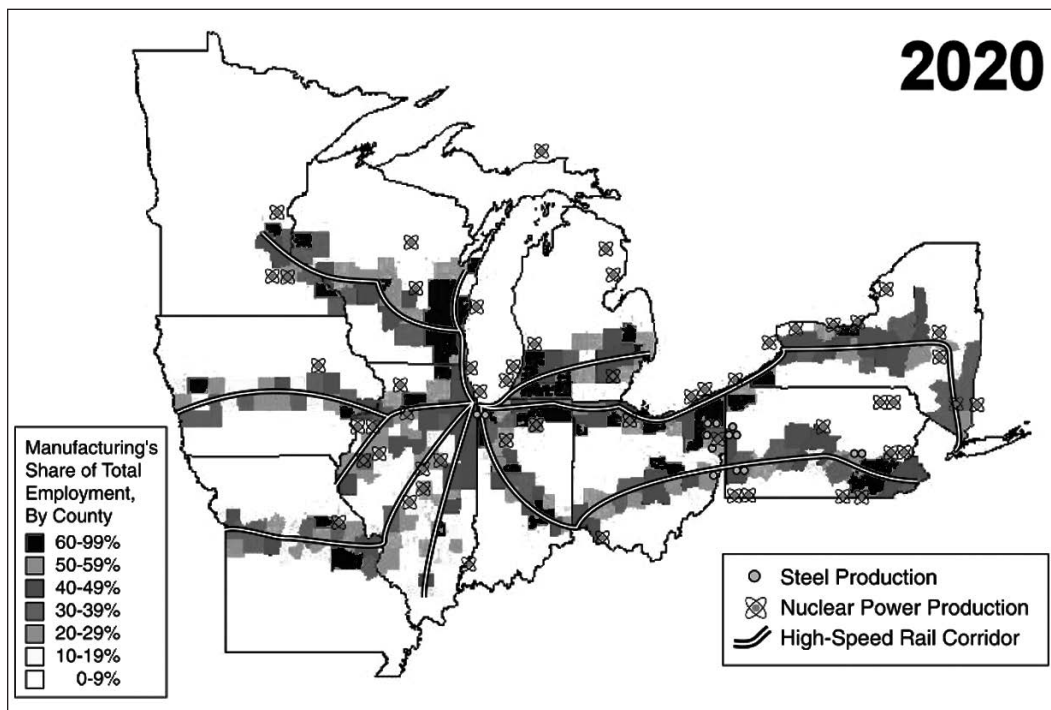 2020
Manufacturing's
Share of Total
Employment,
By County
60-99%
50-59%
40-49%
30-39%
20-29%
10-19%
0-9%
Steel Production
Nuclear Power Production
High-Speed Rail Corridor